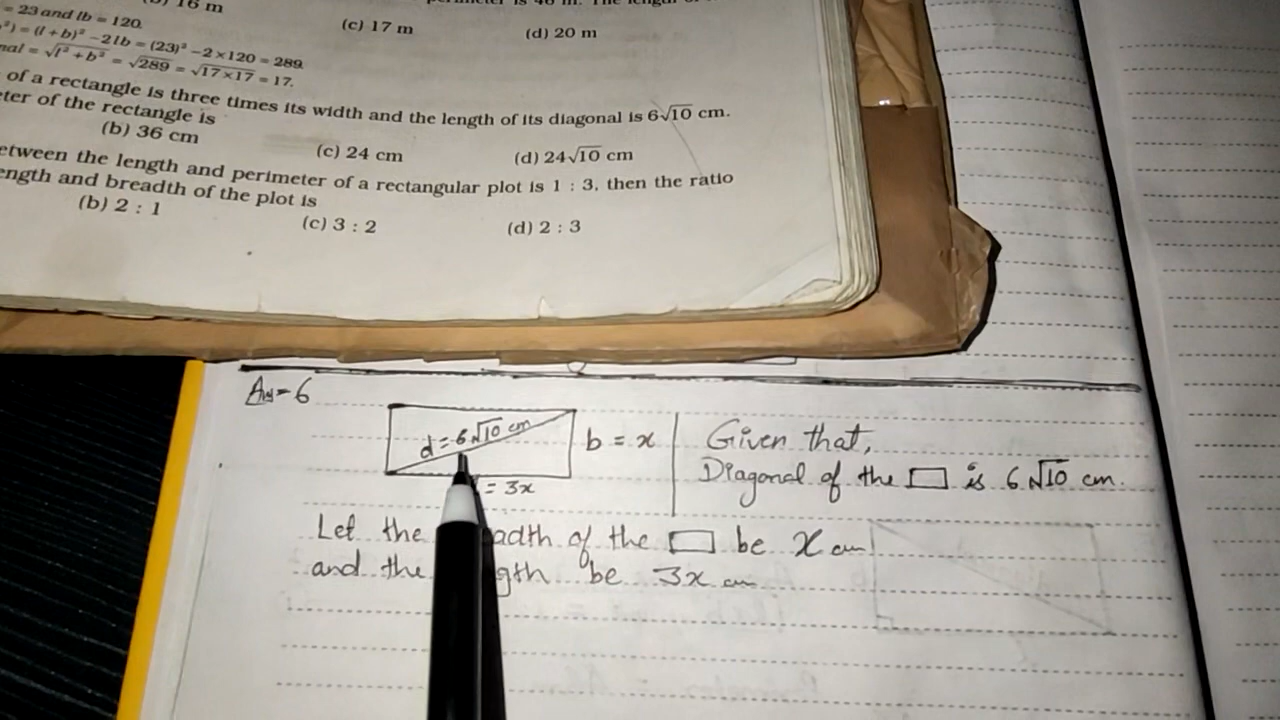 16 m
(c) 17 m
(d) 20 m
= 23 and lb = 120.
²) = (l + b)² − 2lb = (23)² − 2 × 120 = 289.
nal = √l² + b² = √289 = √17 × 17 = 17.
of a rectangle is three times its width and the length of its diagonal is 6√10 cm.
ter of the rectangle is
(b) 36 cm
(c) 24 cm
(d) 24√10 cm
etween the length and perimeter of a rectangular plot is 1 : 3, then the ratio
ength and breadth of the plot is
(b) 2 : 1
(c) 3 : 2
(d) 2 : 3
d = 6√10 cm
b = x
= 3x
Given that,
Diagonal of the ▭ is 6√10 cm.
Let the adth of the ▭ be x cm
and the gth be 3x cm